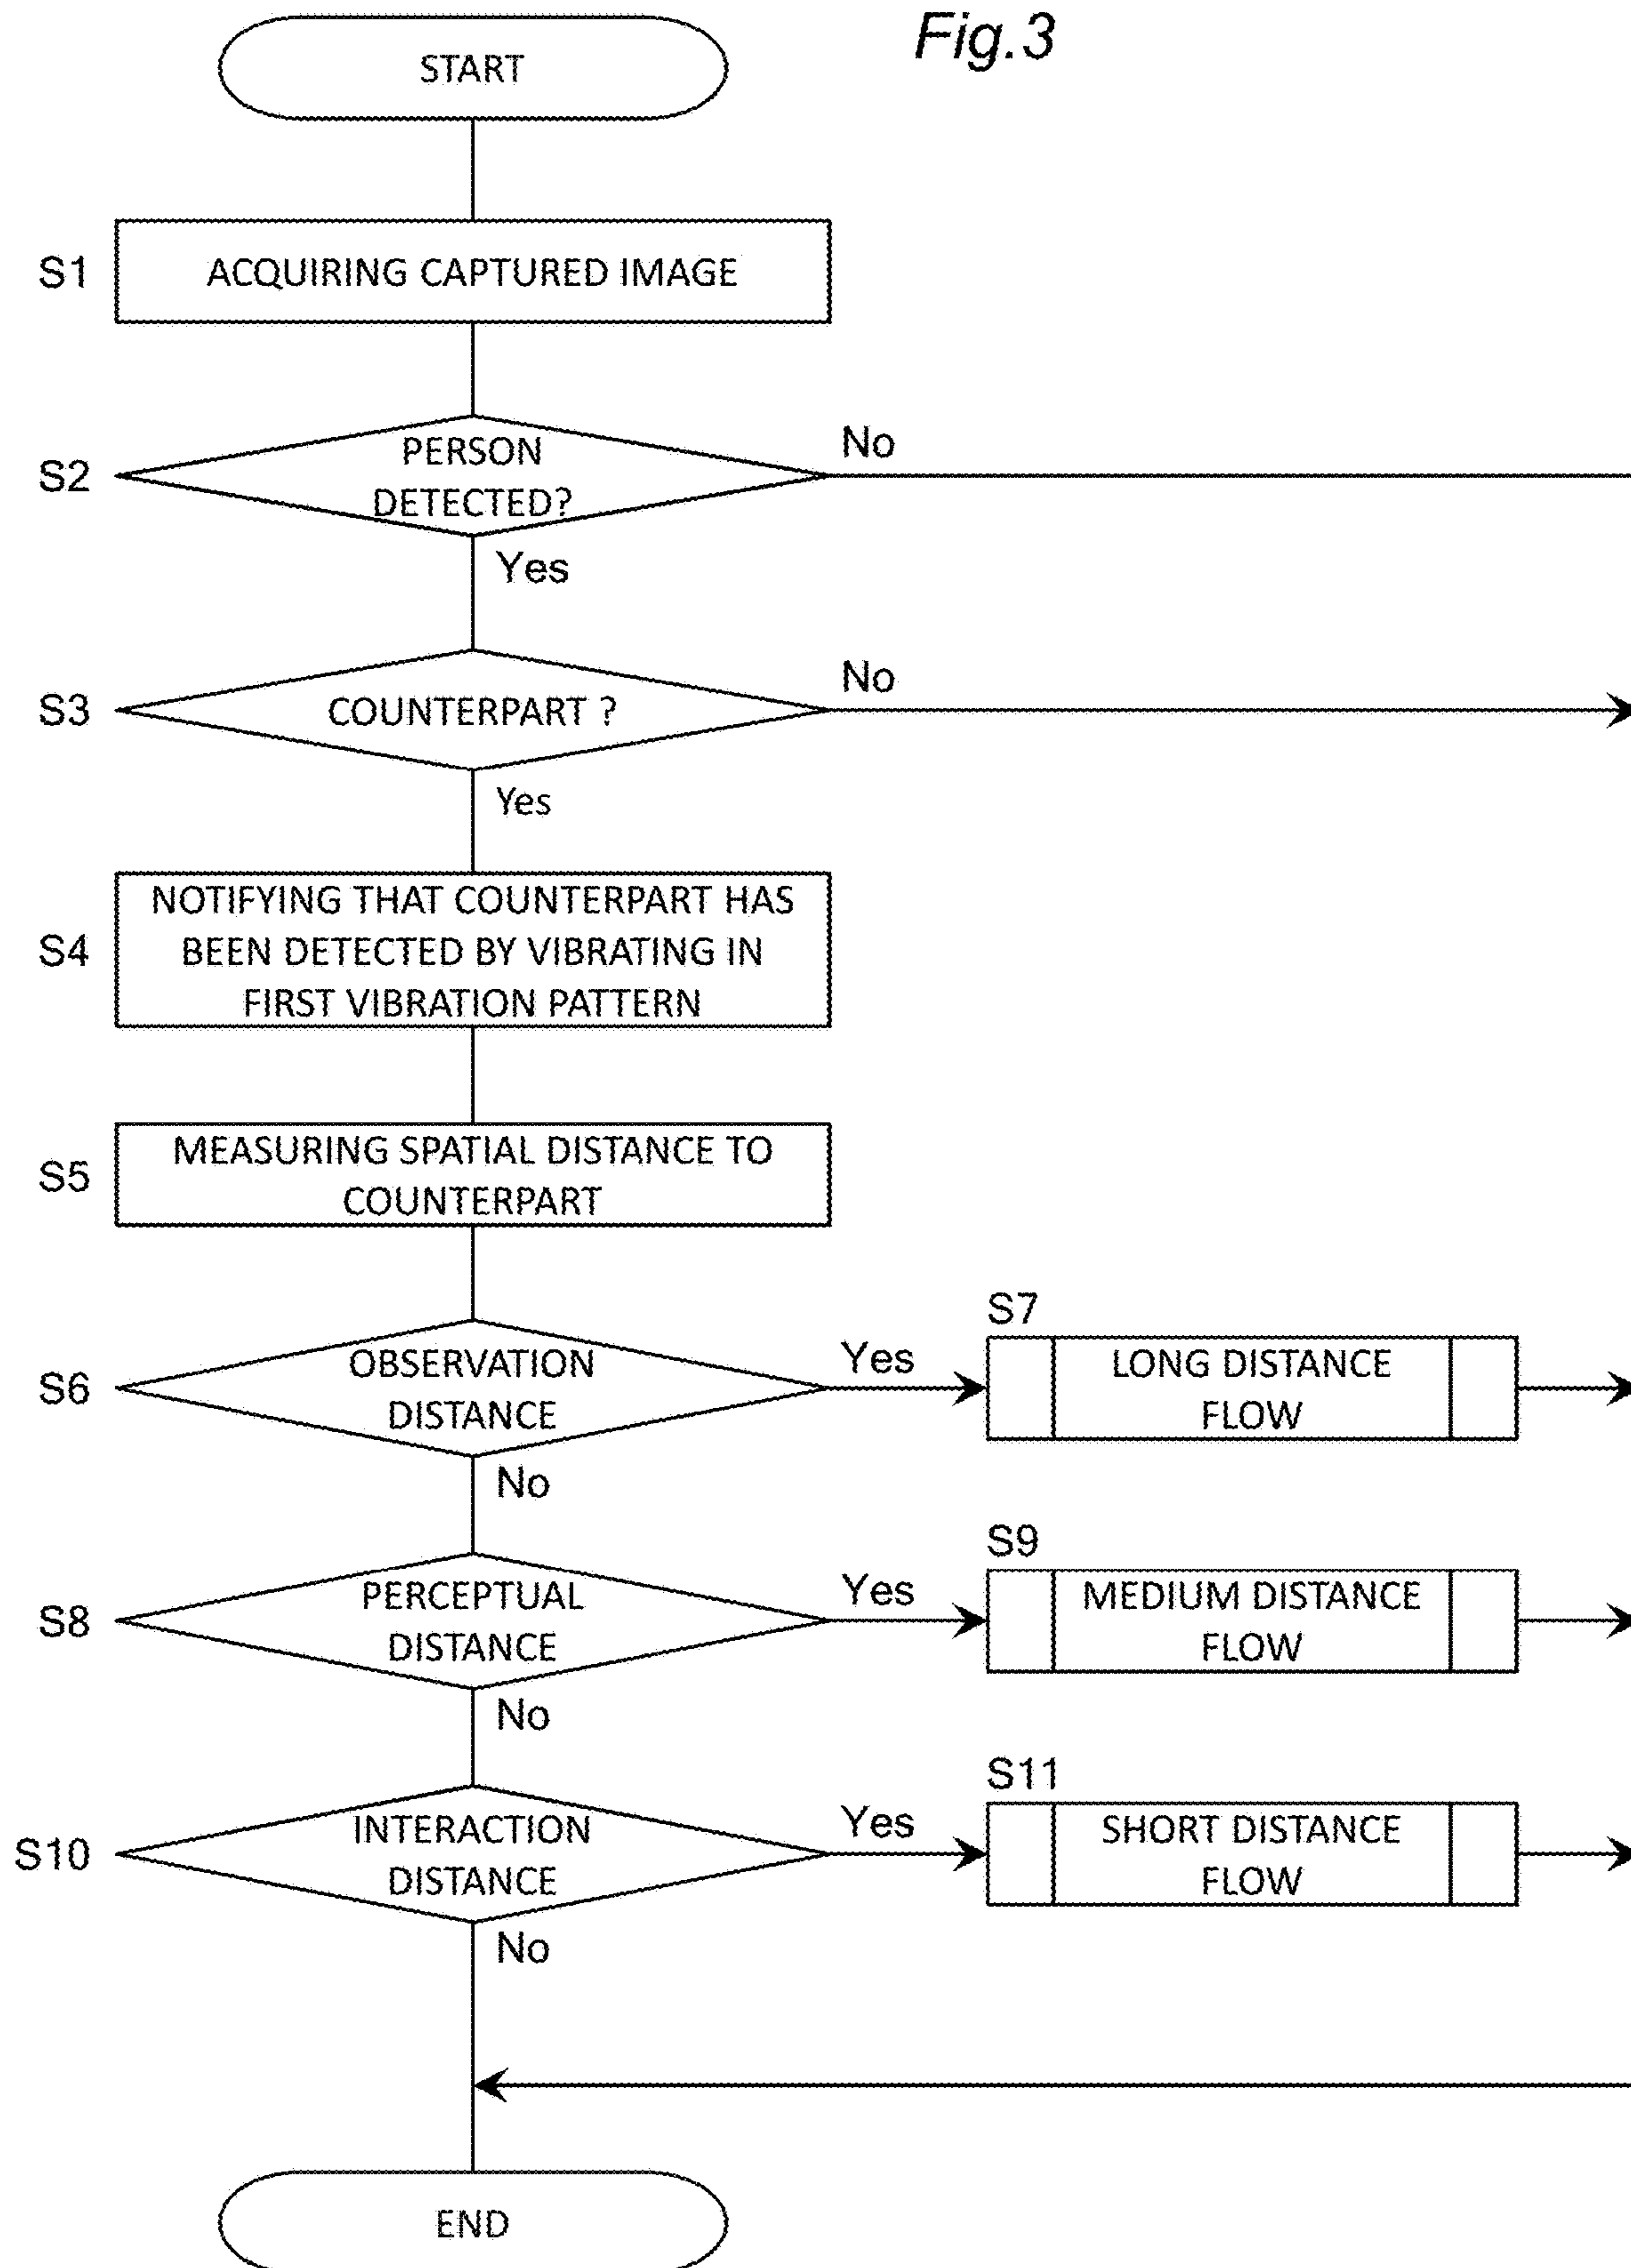 Fig.3
START
S1
ACQUIRING CAPTURED IMAGE
S2
PERSON
DETECTED?
No
Yes
S3
COUNTERPART ?
No
Yes
S4
NOTIFYING THAT COUNTERPART HAS
BEEN DETECTED BY VIBRATING IN
FIRST VIBRATION PATTERN
S5
MEASURING SPATIAL DISTANCE TO
COUNTERPART
S6
OBSERVATION
DISTANCE
Yes
S7
LONG DISTANCE
FLOW
No
S8
PERCEPTUAL
DISTANCE
Yes
S9
MEDIUM DISTANCE
FLOW
No
S10
INTERACTION
DISTANCE
Yes
S11
SHORT DISTANCE
FLOW
No
END